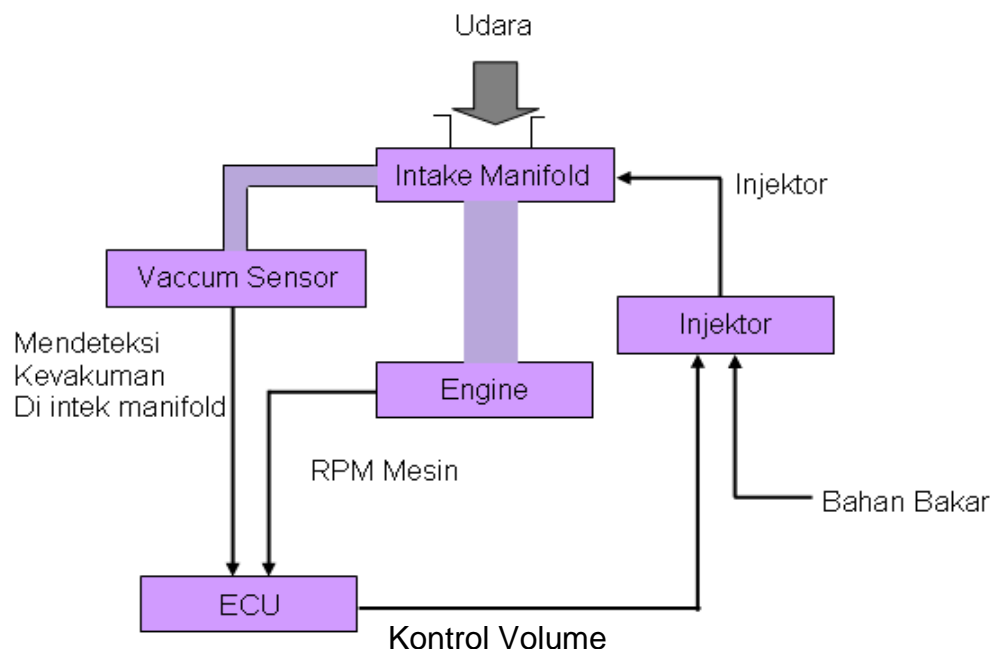 Udara
Intake Manifold
Injektor
Vaccum Sensor
Injektor
Mendeteksi
Kevakuman
Di intek manifold
Engine
RPM Mesin
Bahan Bakar
ECU
Kontrol Volume